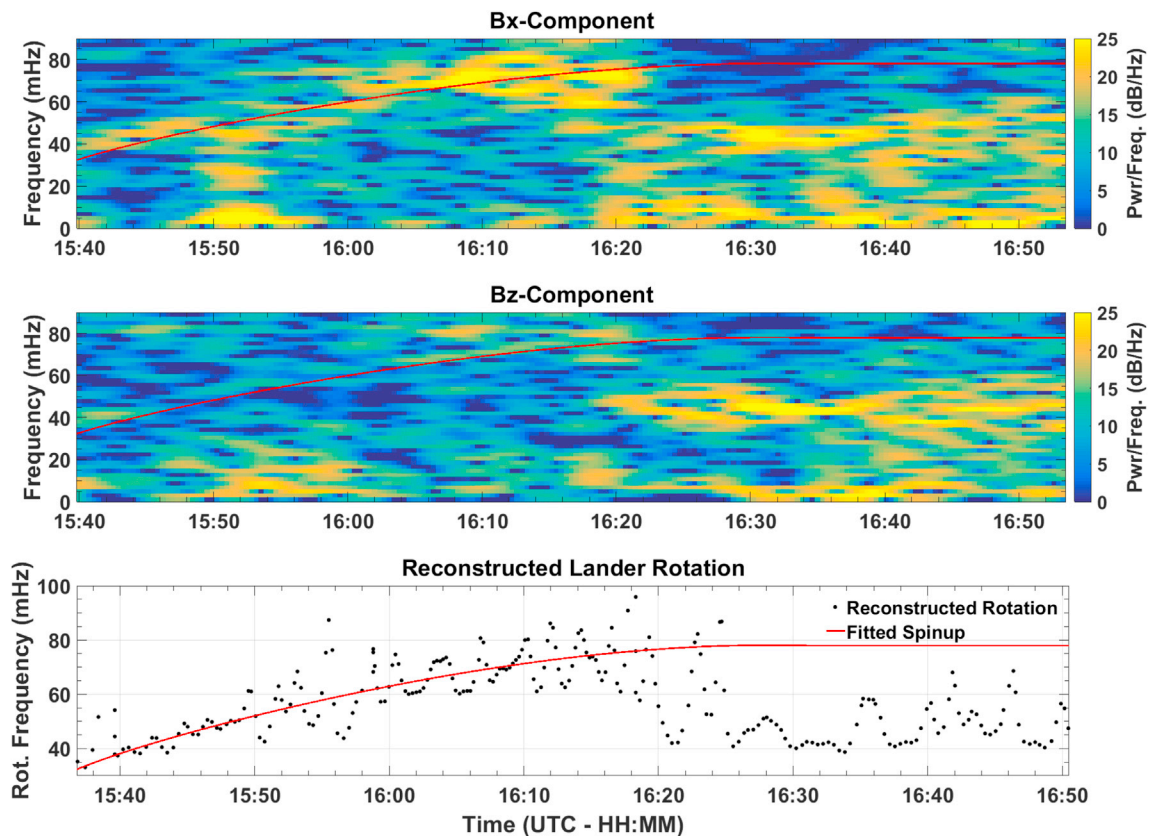 Bx-Component
Frequency (mHz)
80
60
40
20
0
15:40 15:50 16:00 16:10 16:20 16:30 16:40 16:50
25
20
15
10
5
0
Pwr/Freq. (dB/Hz)
Bz-Component
Frequency (mHz)
80
60
40
20
0
15:40 15:50 16:00 16:10 16:20 16:30 16:40 16:50
25
20
15
10
5
0
Pwr/Freq. (dB/Hz)
Reconstructed Lander Rotation
Rot. Frequency (mHz)
100
80
60
40
Reconstructed Rotation
Fitted Spinup
15:40 15:50 16:00 16:10 16:20 16:30 16:40 16:50
Time (UTC - HH:MM)